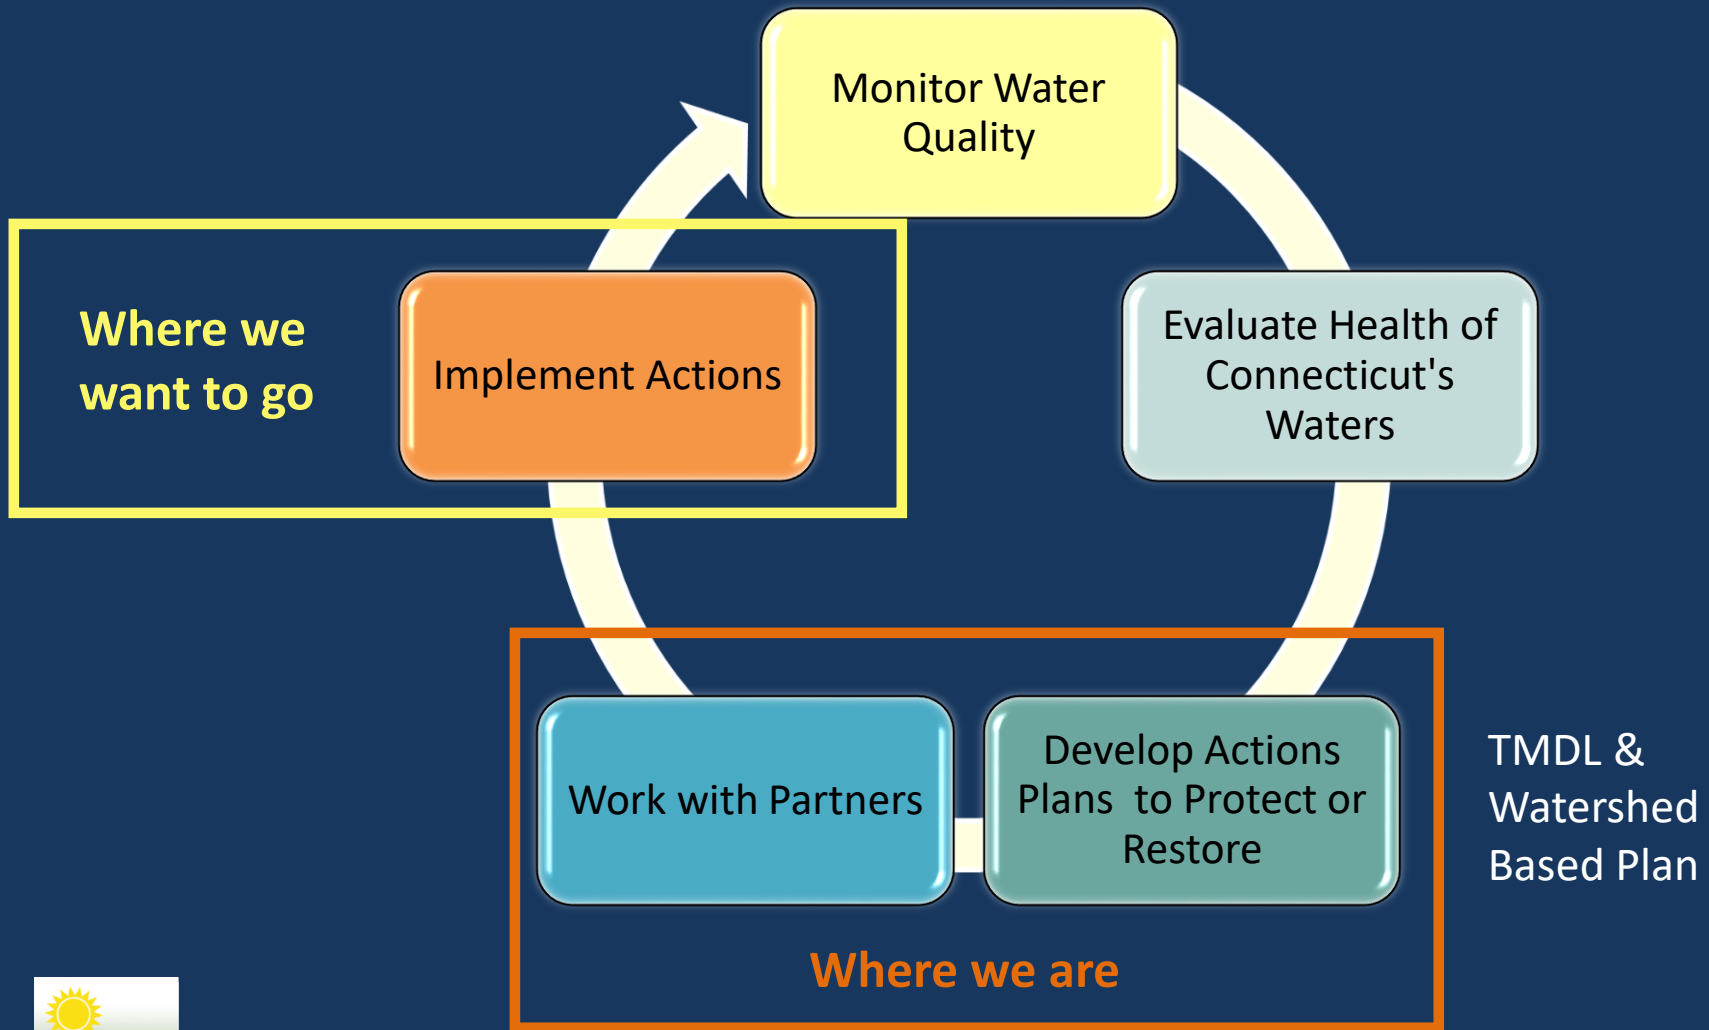 Monitor Water
Quality
Evaluate Health of
Connecticut's
Waters
Develop Actions
Plans  to Protect or
Restore
TMDL &
Watershed
Based Plan
Work with Partners
Where we are
Implement Actions
Where we
want to go